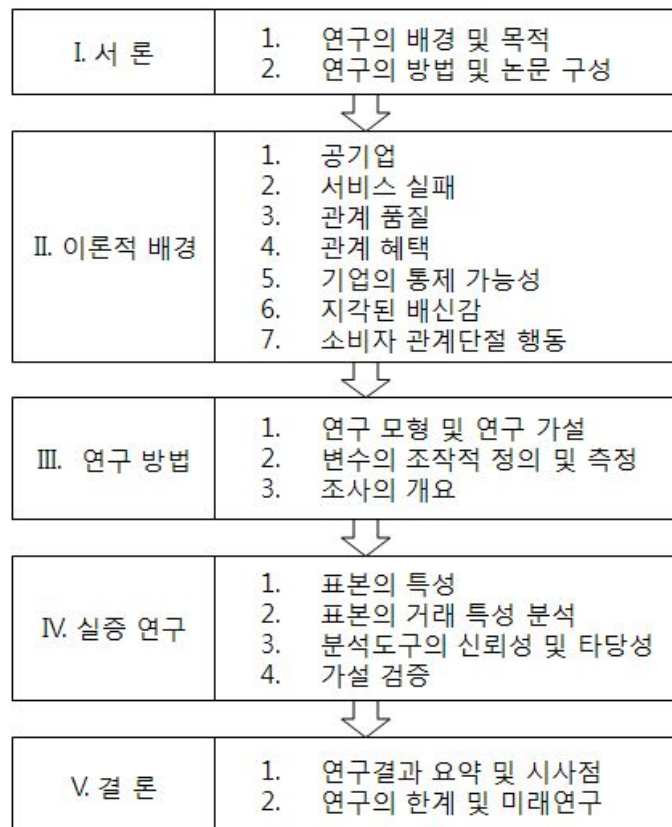 Ⅰ. 서 론
1. 연구의 배경 및 목적
2. 연구의 방법 및 논문 구성
Ⅱ. 이론적 배경
1. 공기업
2. 서비스 실패
3. 관계 품질
4. 관계 혜택
5. 기업의 통제 가능성
6. 지각된 배신감
7. 소비자 관계단절 행동
Ⅲ. 연구 방법
1. 연구 모형 및 연구 가설
2. 변수의 조작적 정의 및 측정
3. 조사의 개요
Ⅳ. 실증 연구
1. 표본의 특성
2. 표본의 거래 특성 분석
3. 분석도구의 신뢰성 및 타당성
4. 가설 검증
Ⅴ. 결 론
1. 연구결과 요약 및 시사점
2. 연구의 한계 및 미래연구